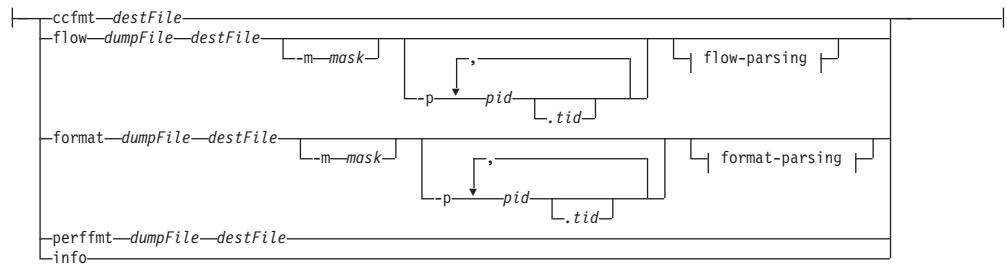 ccfmt destFile
flow dumpFile destFile
-m mask
,
flow-parsing
-p pid
.tid
format dumpFile destFile
-m mask
,
format-parsing
-p pid
.tid
perffmt dumpFile destFile
info